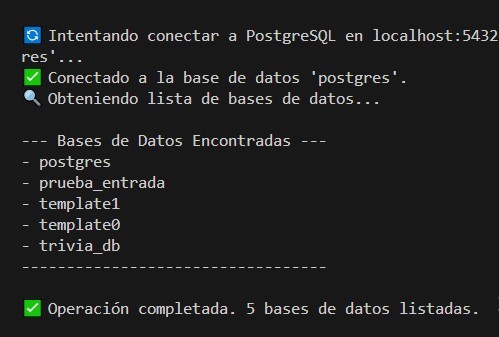 🔄 Intentando conectar a PostgreSQL en localhost:5432
res'...
✅ Conectado a la base de datos 'postgres'.
🔍 Obteniendo lista de bases de datos...
--- Bases de Datos Encontradas ---
- postgres
- prueba_entrada
- template1
- template0
- trivia_db
----------------------------------
✅ Operación completada. 5 bases de datos listadas.